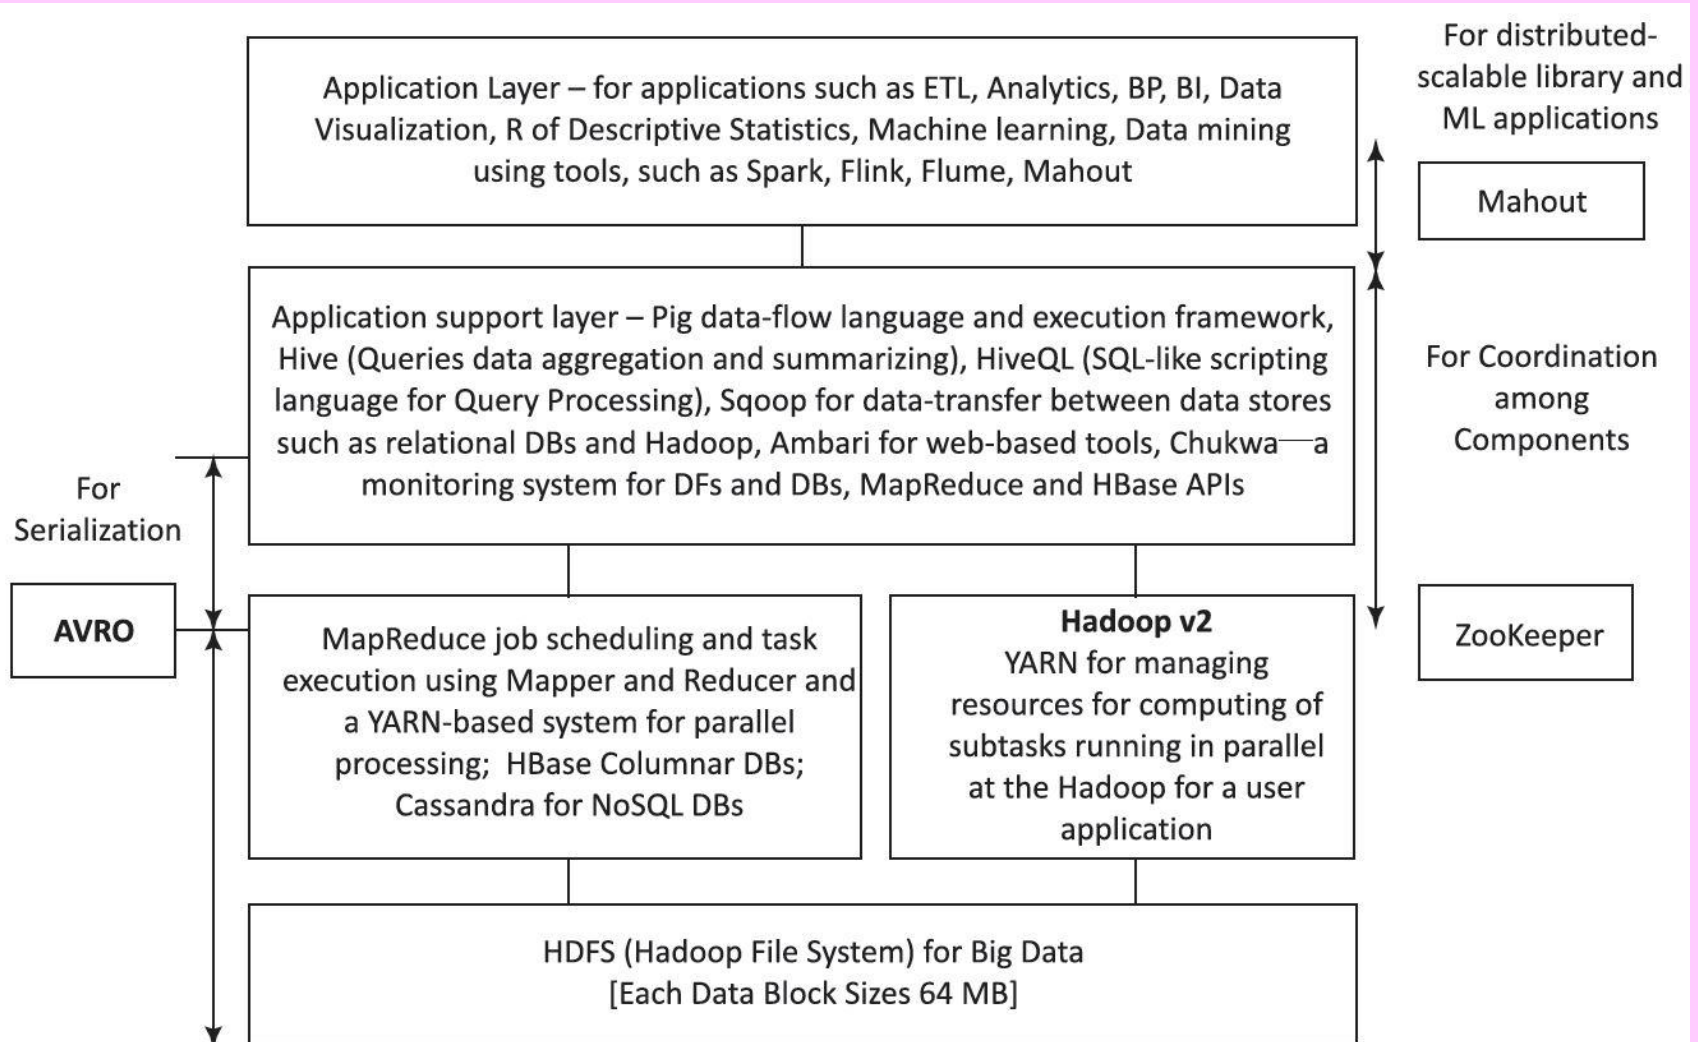 For distributed-
scalable library and
ML applications
Application Layer – for applications such as ETL, Analytics, BP, BI, Data
Visualization, R of Descriptive Statistics, Machine learning, Data mining
using tools, such as Spark, Flink, Flume, Mahout
Mahout
Application support layer – Pig data-flow language and execution framework,
Hive (Queries data aggregation and summarizing), HiveQL (SQL-like scripting
language for Query Processing), Sqoop for data-transfer between data stores
such as relational DBs and Hadoop, Ambari for web-based tools, Chukwa—a
monitoring system for DFs and DBs, MapReduce and HBase APIs
For Coordination
among
Components
For
Serialization
AVRO
MapReduce job scheduling and task
execution using Mapper and Reducer and
a YARN-based system for parallel
processing; HBase Columnar DBs;
Cassandra for NoSQL DBs
Hadoop v2
YARN for managing
resources for computing of
subtasks running in parallel
at the Hadoop for a user
application
ZooKeeper
HDFS (Hadoop File System) for Big Data
[Each Data Block Sizes 64 MB]